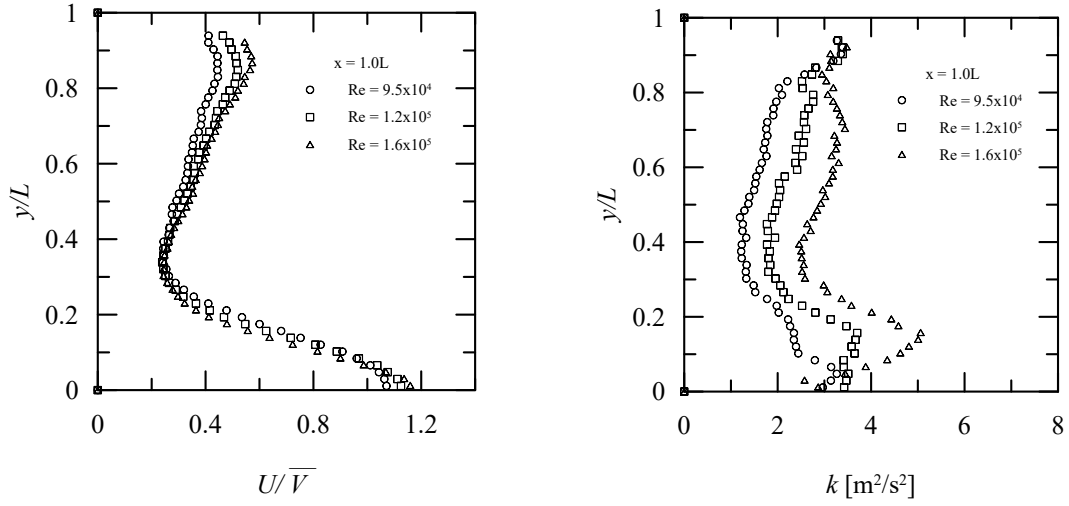 1
0.8
0.6
0.4
0.2
0
y/L
x = 1.0L
Re = 9.5x10⁴
Re = 1.2x10⁵
Re = 1.6x10⁵
0 0.4 0.8 1.2
U/V̅
1
0.8
0.6
0.4
0.2
0
y/L
x = 1.0L
Re = 9.5x10⁴
Re = 1.2x10⁵
Re = 1.6x10⁵
0 2 4 6 8
k [m²/s²]